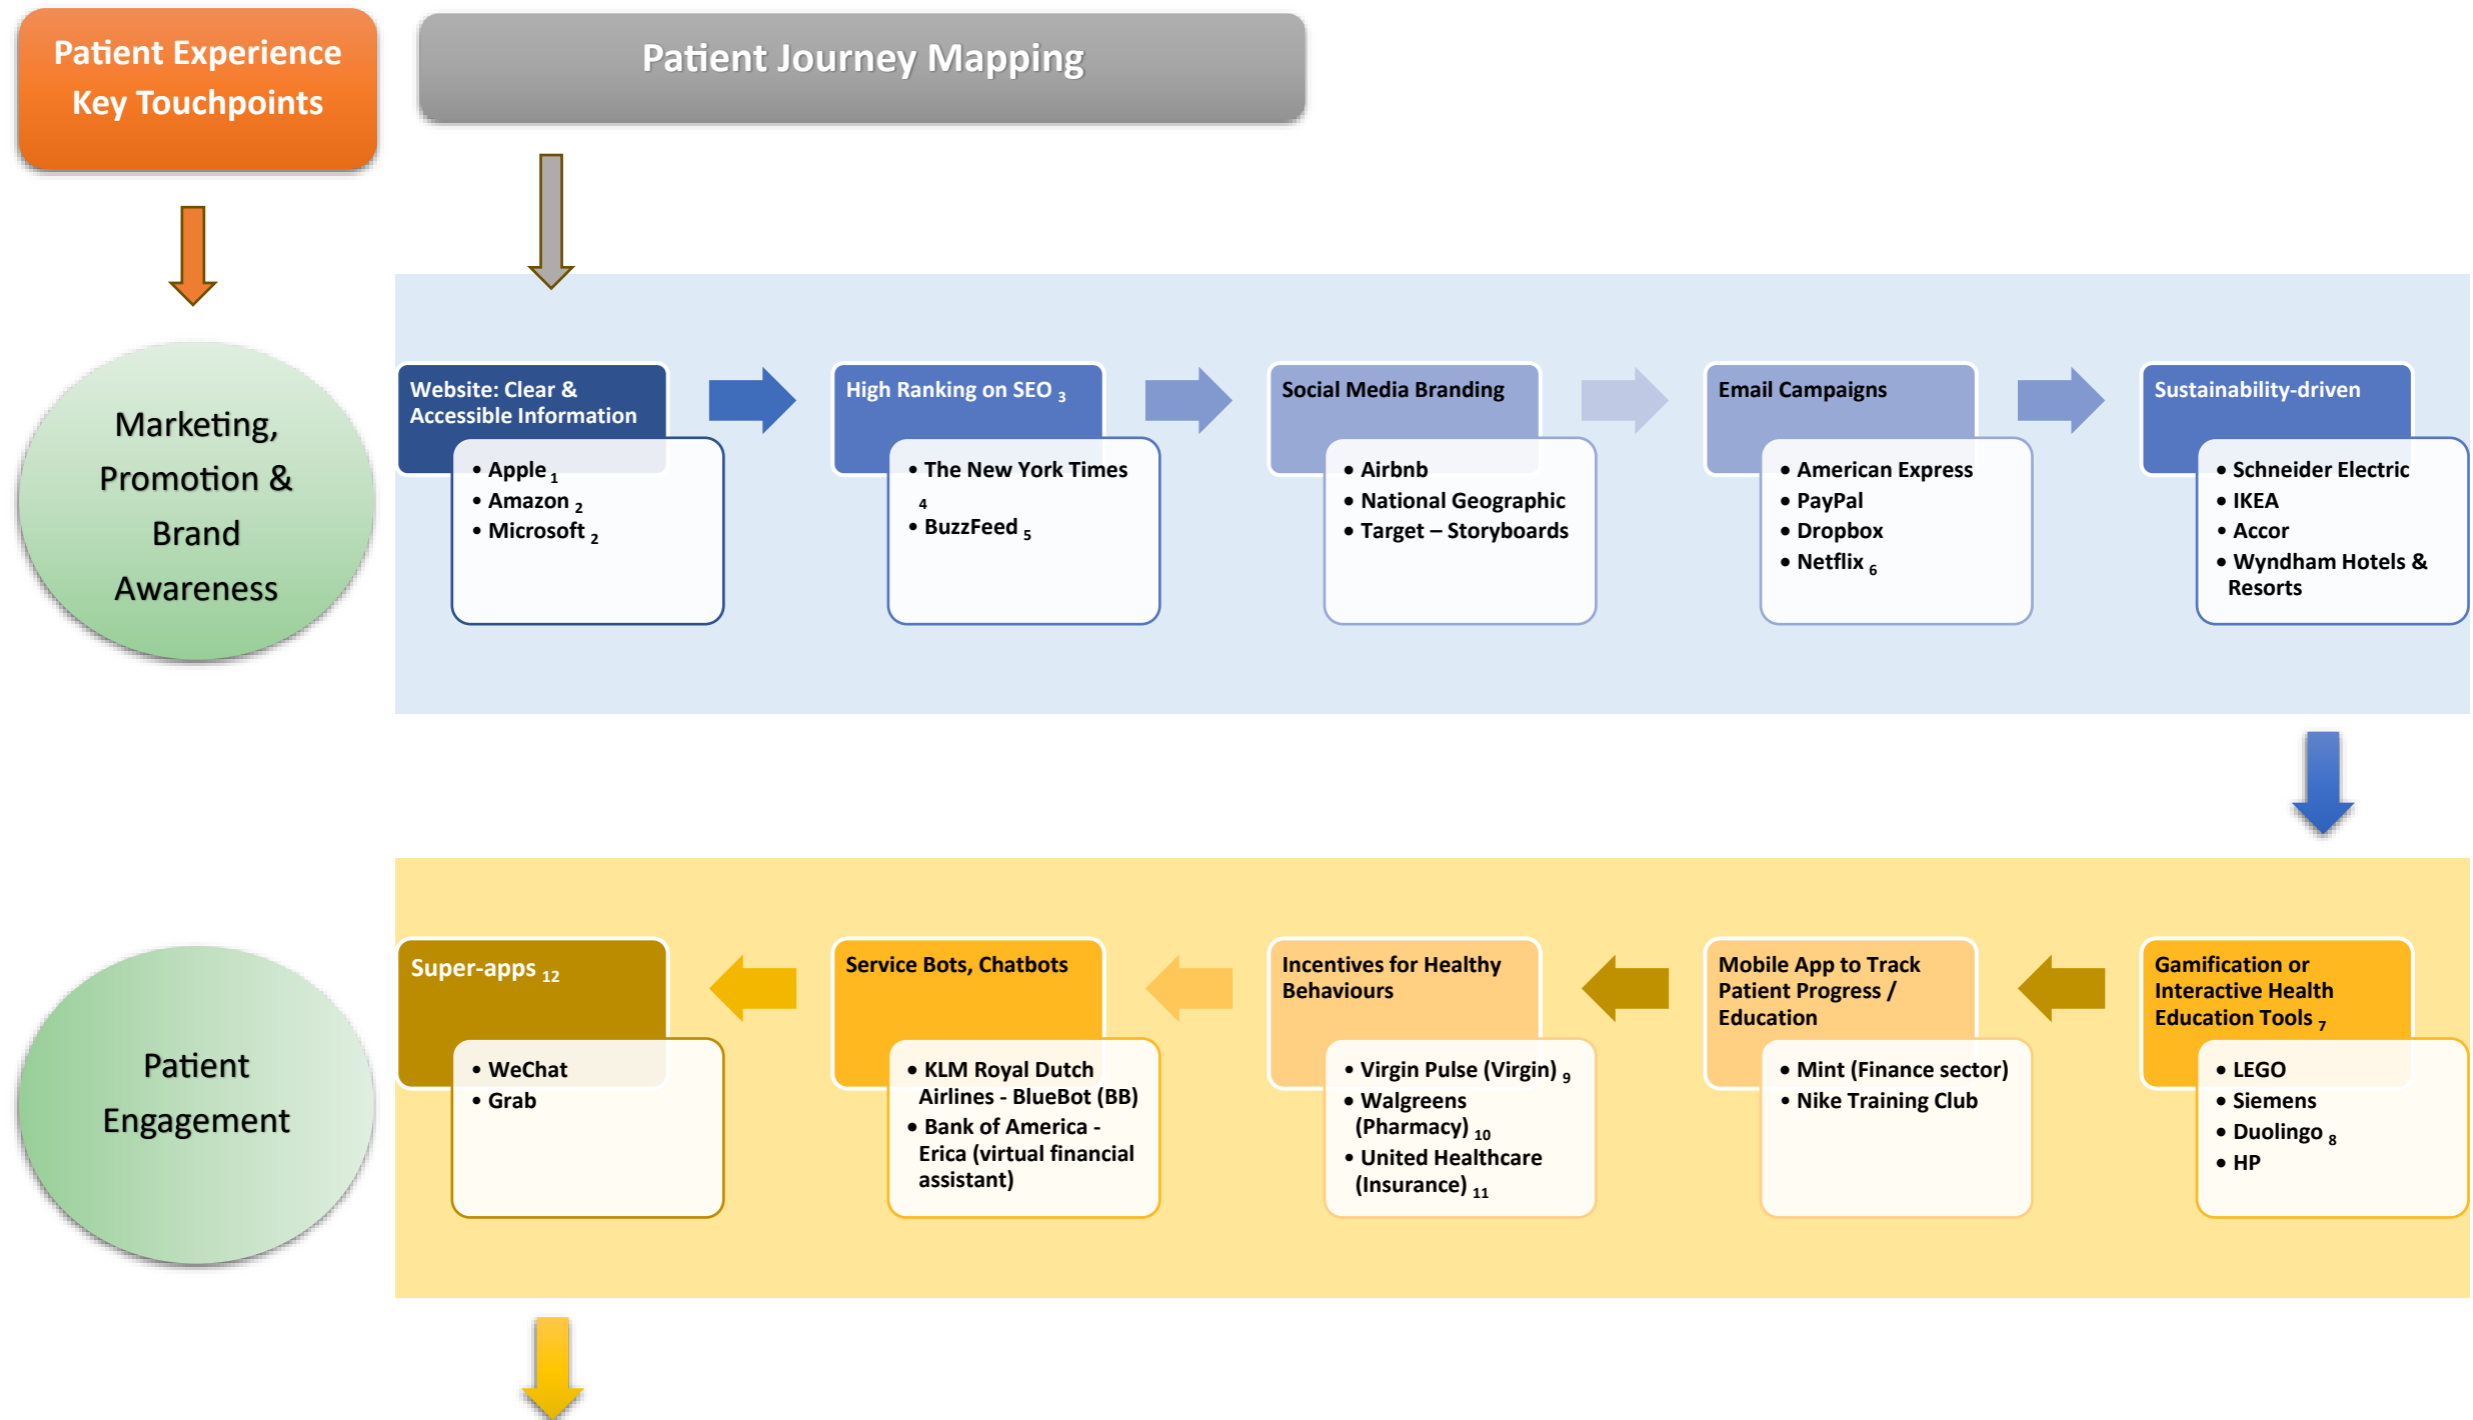 Patient Experience
Key Touchpoints
Patient Journey Mapping
Marketing,
Promotion &
Brand
Awareness
Website: Clear &
Accessible Information
• Apple 1
• Amazon 2
• Microsoft 2
High Ranking on SEO 3
• The New York Times
4
• BuzzFeed 5
Social Media Branding
• Airbnb
• National Geographic
• Target – Storyboards
Email Campaigns
• American Express
• PayPal
• Dropbox
• Netflix 6
Sustainability-driven
• Schneider Electric
• IKEA
• Accor
• Wyndham Hotels &
Resorts
Patient
Engagement
Super-apps 12
• WeChat
• Grab
Service Bots, Chatbots
• KLM Royal Dutch
Airlines - BlueBot (BB)
• Bank of America -
Erica (virtual financial
assistant)
Incentives for Healthy
Behaviours
• Virgin Pulse (Virgin) 9
• Walgreens
(Pharmacy) 10
• United Healthcare
(Insurance) 11
Mobile App to Track
Patient Progress /
Education
• Mint (Finance sector)
• Nike Training Club
Gamification or
Interactive Health
Education Tools 7
• LEGO
• Siemens
• Duolingo 8
• HP